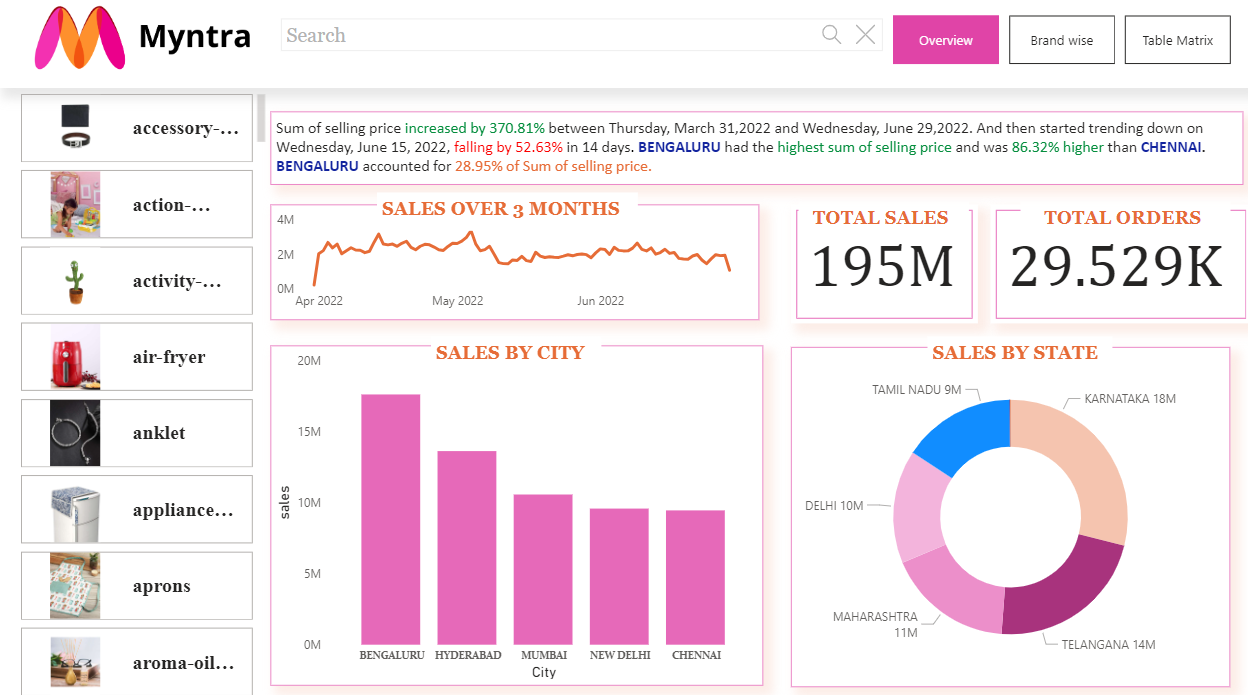 Myntra
Search
Overview
Brand wise
Table Matrix
accessory-...
action-...
activity-...
air-fryer
anklet
appliance...
aprons
aroma-oil...
Sum of selling price increased by 370.81% between Thursday, March 31,2022 and Wednesday, June 29,2022. And then started trending down on
Wednesday, June 15, 2022, falling by 52.63% in 14 days. BENGALURU had the highest sum of selling price and was 86.32% higher than CHENNAI.
BENGALURU accounted for 28.95% of Sum of selling price.
SALES OVER 3 MONTHS
4M
2M
0M
Apr 2022
May 2022
Jun 2022
TOTAL SALES
195M
TOTAL ORDERS
29.529K
SALES BY CITY
20M
15M
10M
5M
0M
sales
BENGALURU
HYDERABAD
MUMBAI
NEW DELHI
CHENNAI
City
SALES BY STATE
TAMIL NADU 9M
KARNATAKA 18M
DELHI 10M
MAHARASHTRA
11M
TELANGANA 14M